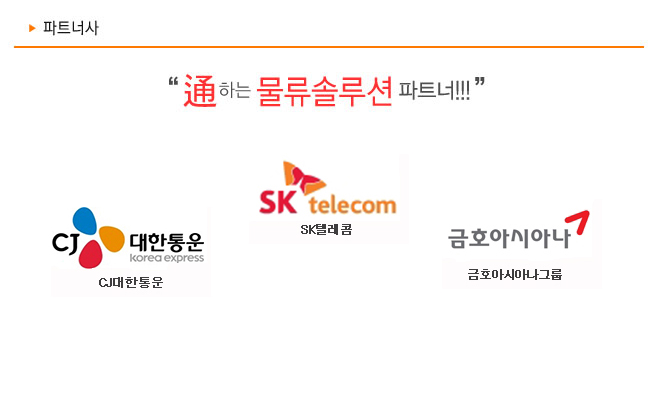 파트너사
“ 通하는 물류솔루션 파트너!!! ”
SK telecom
SK텔레콤
CJ 대한통운
korea express
CJ대한통운
금호아시아나
금호아시아나그룹